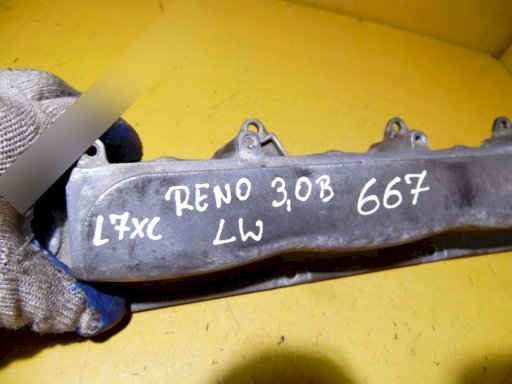 RENO 3,0B 667
L7XC LW